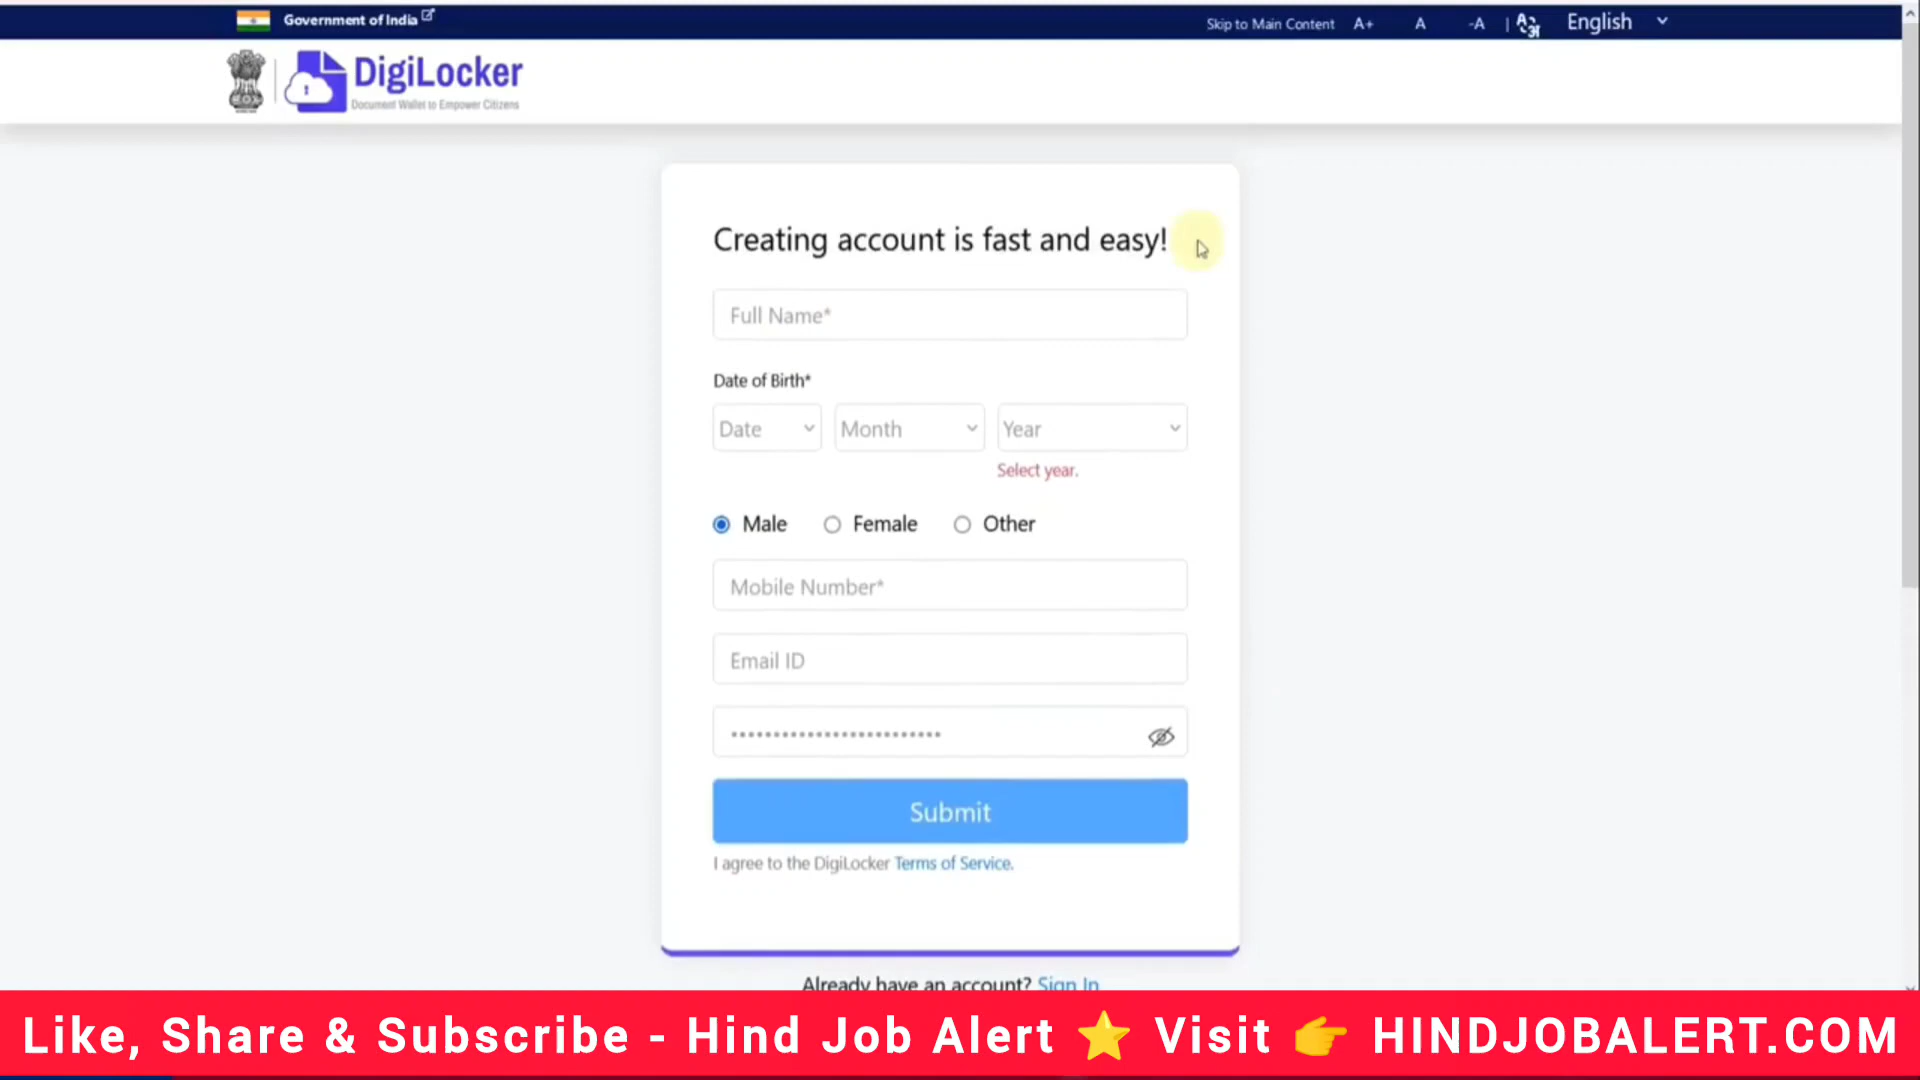 Government of India
Skip to Main Content A+ A -A | English
DigiLocker
Document Wallet to Empower Citizens
Creating account is fast and easy!
Full Name*
Date of Birth*
Date Month Year
Select year.
Male Female Other
Mobile Number*
Email ID
•••••••••••••••••••••••••
Submit
I agree to the DigiLocker Terms of Service.
Already have an account? Sign In
Like, Share & Subscribe - Hind Job Alert ⭐ Visit 👉 HINDJOBALERT.COM